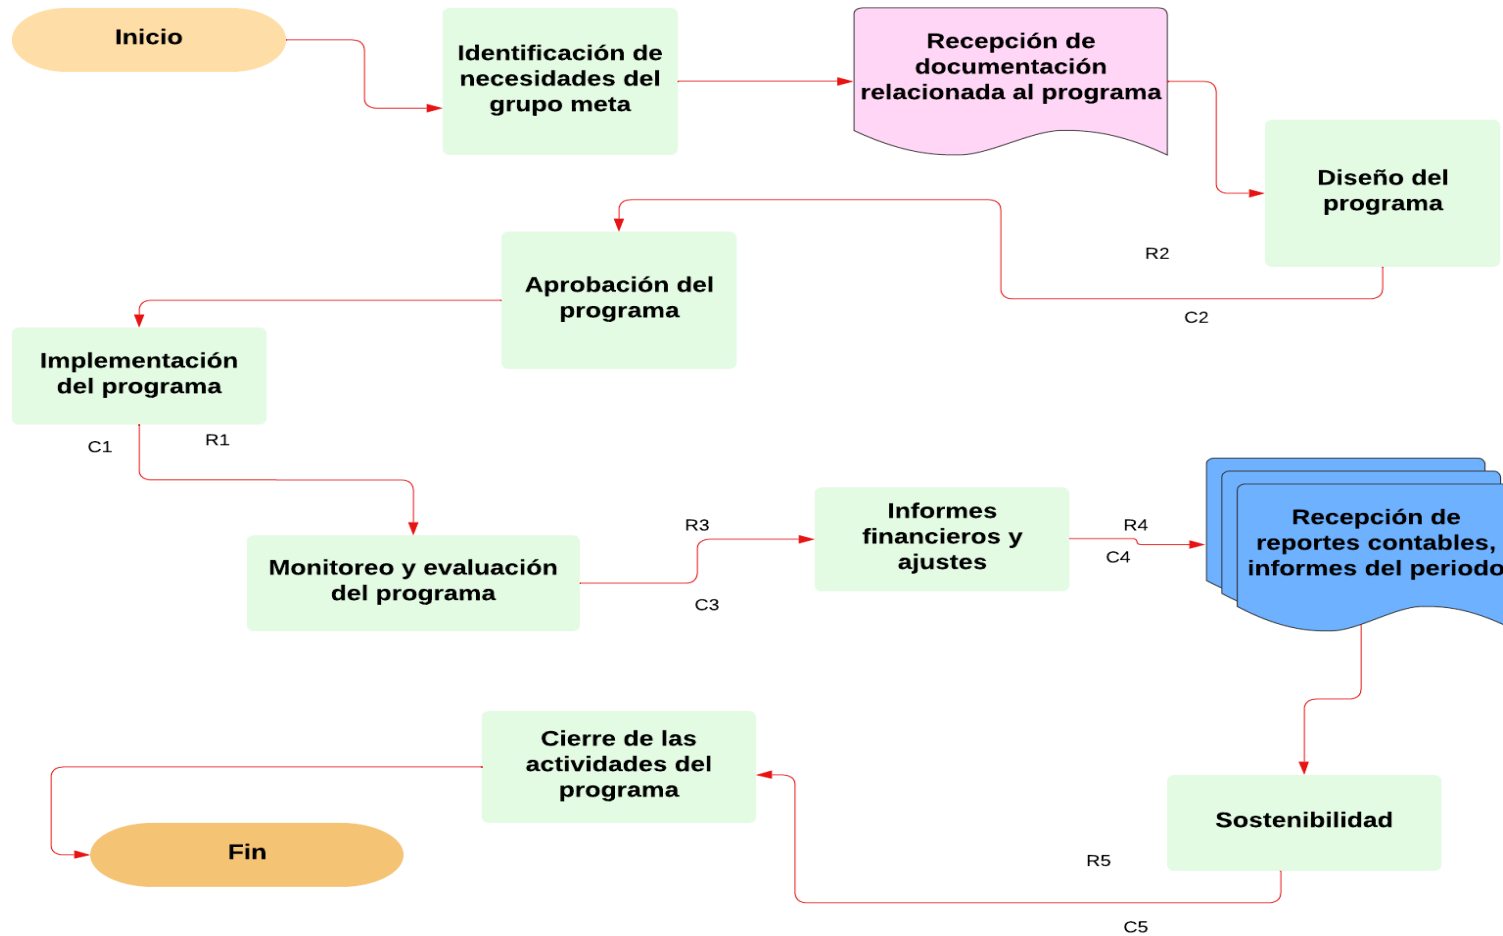 Inicio
Identificación de
necesidades del
grupo meta
Recepción de
documentación
relacionada al programa
Diseño del
programa
R2
C2
Aprobación del
programa
Implementación
del programa
C1
R1
Monitoreo y evaluación
del programa
R3
C3
Informes
financieros y
ajustes
R4
C4
Recepción de
reportes contables,
informes del periodo
Sostenibilidad
R5
C5
Cierre de las
actividades del
programa
Fin